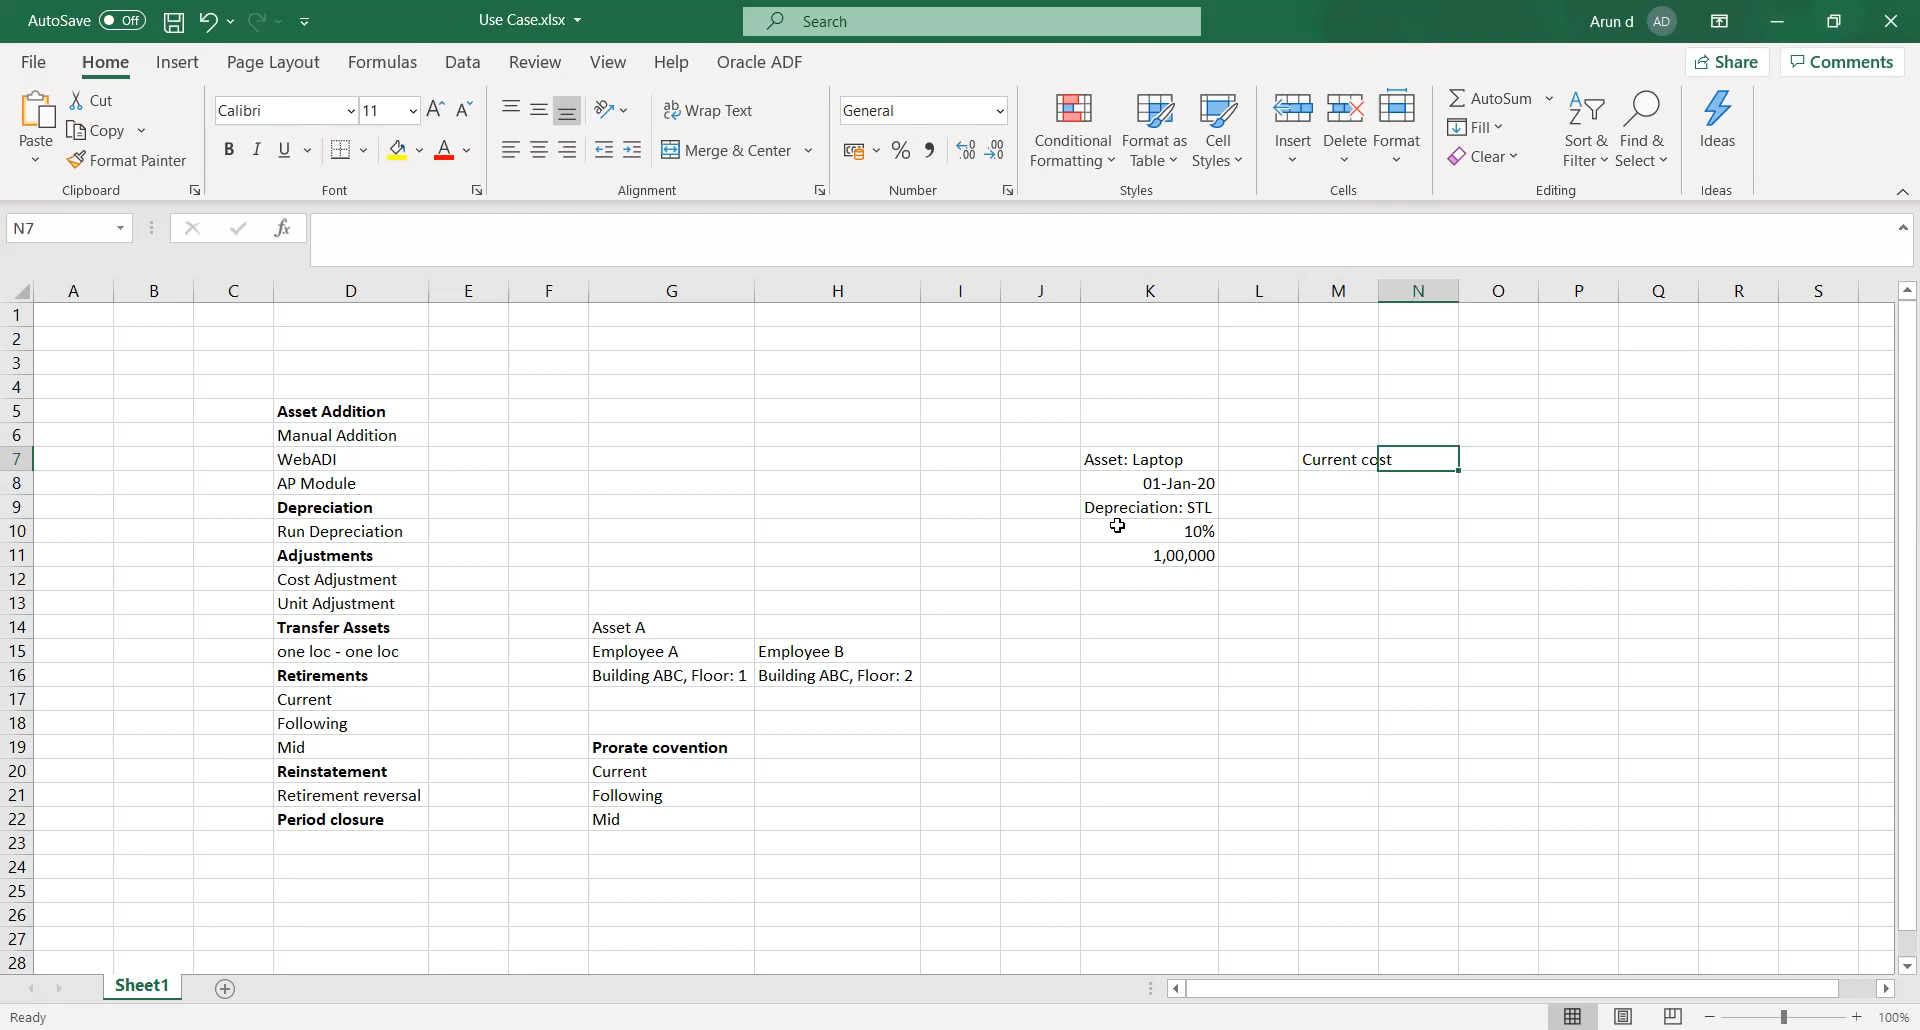 AutoSave Off Use Case.xlsx Search Arun d AD
File Home Insert Page Layout Formulas Data Review View Help Oracle ADF Share Comments
Paste Cut Copy Format Painter Clipboard
Calibri 11 B I U A Font
Wrap Text Merge & Center Alignment
General % Number
Conditional Formatting Format as Table Cell Styles Styles
Insert Delete Format Cells
AutoSum Fill Clear Sort & Filter Find & Select Editing
Ideas Ideas
N7 fx
A B C D E F G H I J K L M N O P Q R S
1
2
3
4
5 Asset Addition
6 Manual Addition
7 WebADI Asset: Laptop Current cost
8 AP Module 01-Jan-20
9 Depreciation Depreciation: STL
10 Run Depreciation 10%
11 Adjustments 1,00,000
12 Cost Adjustment
13 Unit Adjustment
14 Transfer Assets Asset A
15 one loc - one loc Employee A Employee B
16 Retirements Building ABC, Floor: 1 Building ABC, Floor: 2
17 Current
18 Following
19 Mid Prorate covention
20 Reinstatement Current
21 Retirement reversal Following
22 Period closure Mid
23
24
25
26
27
28
Sheet1
Ready 100%